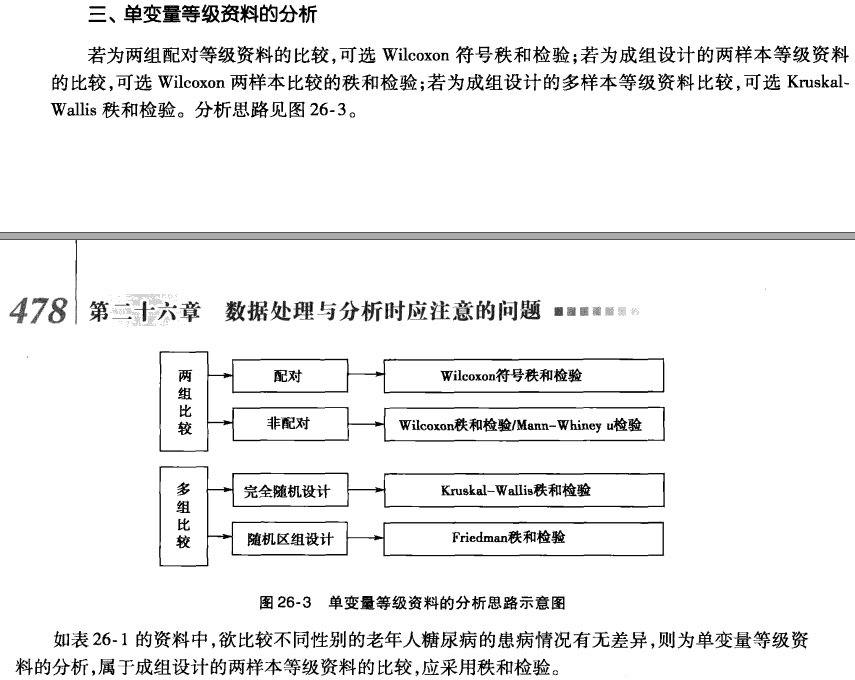 三、单变量等级资料的分析
若为两组配对等级资料的比较,可选 Wilcoxon 符号秩和检验;若为成组设计的两样本等级资料
的比较,可选 Wilcoxon 两样本比较的秩和检验;若为成组设计的多样本等级资料比较,可选 Kruskal-
Wallis 秩和检验。分析思路见图 26-3。
478 第二十六章 数据处理与分析时应注意的问题
两组比较
配对
Wilcoxon符号秩和检验
非配对
Wilcoxon秩和检验/Mann-Whiney u检验
多组比较
完全随机设计
Kruskal-Wallis秩和检验
随机区组设计
Friedman秩和检验
图 26-3 单变量等级资料的分析思路示意图
如表 26-1 的资料中,欲比较不同性别的老年人糖尿病的患病情况有无差异,则为单变量等级资
料的分析,属于成组设计的两样本等级资料的比较,应采用秩和检验。